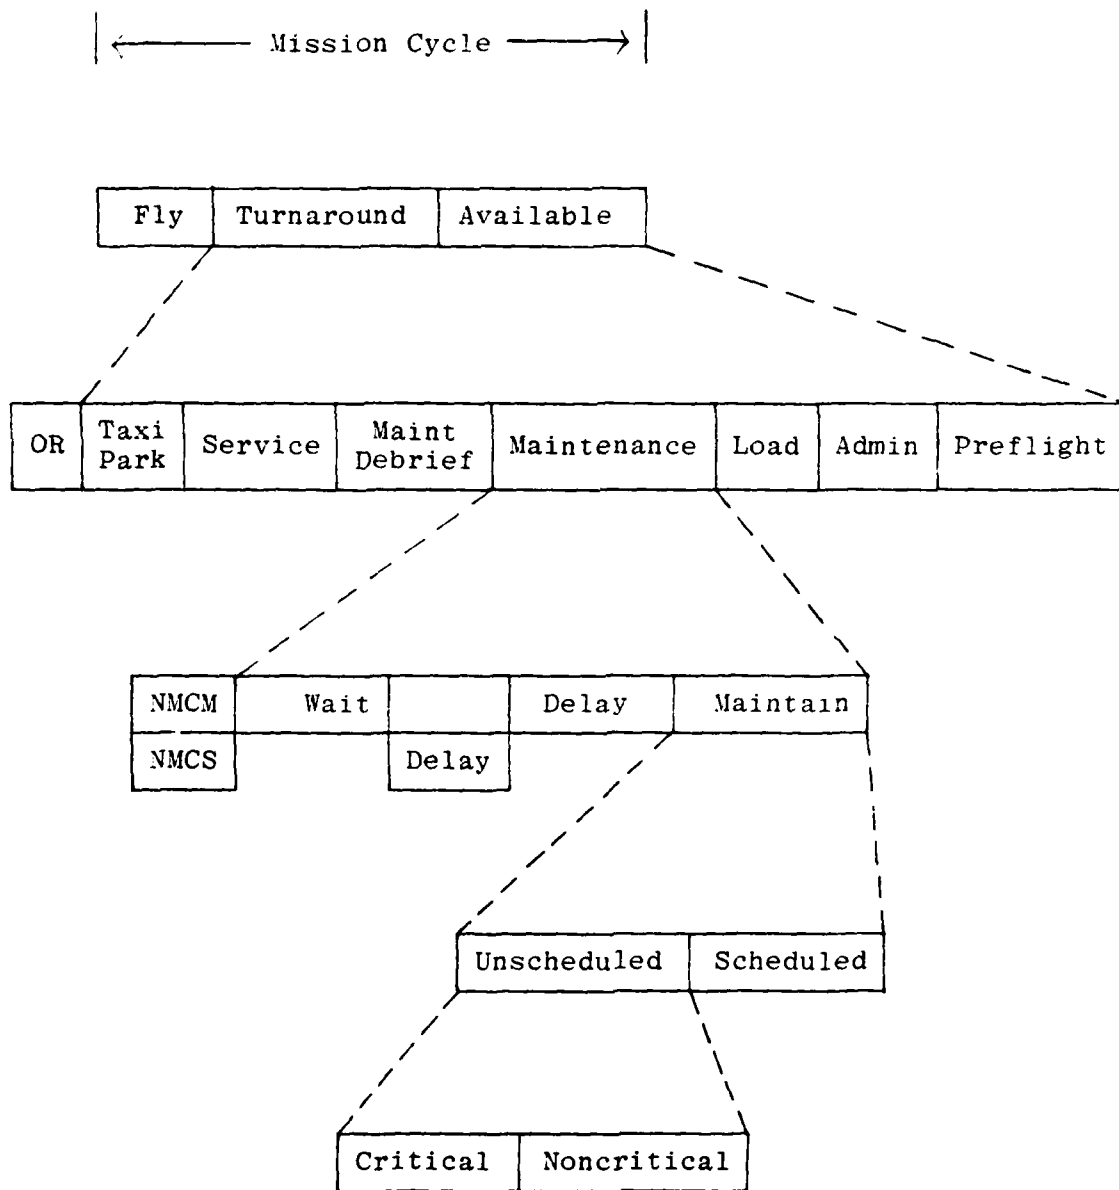 Mission Cycle
Fly Turnaround Available
OR Taxi Park Service Maint Debrief Maintenance Load Admin Preflight
NMCM Wait Delay Maintain
NMCS Delay
Unscheduled Scheduled
Critical Noncritical